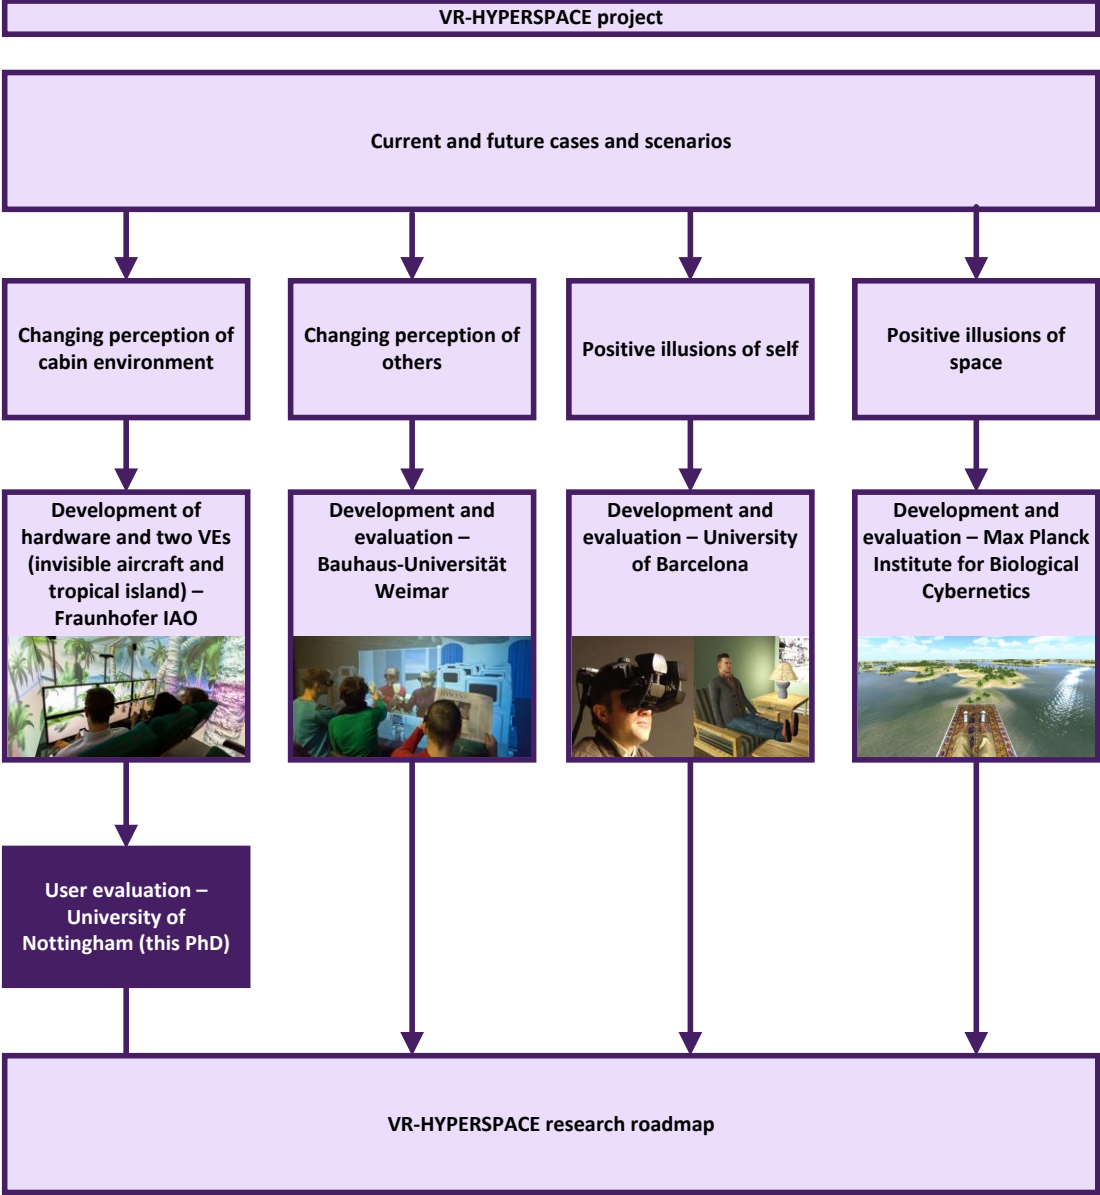 VR-HYPERSPACE project
Current and future cases and scenarios
Changing perception of
cabin environment
Changing perception of
others
Positive illusions of self
Positive illusions of
space
Development of
hardware and two VEs
(invisible aircraft and
tropical island) –
Fraunhofer IAO
Development and
evaluation –
Bauhaus-Universität
Weimar
Development and
evaluation – University
of Barcelona
Development and
evaluation – Max Planck
Institute for Biological
Cybernetics
User evaluation –
University of
Nottingham (this PhD)
VR-HYPERSPACE research roadmap